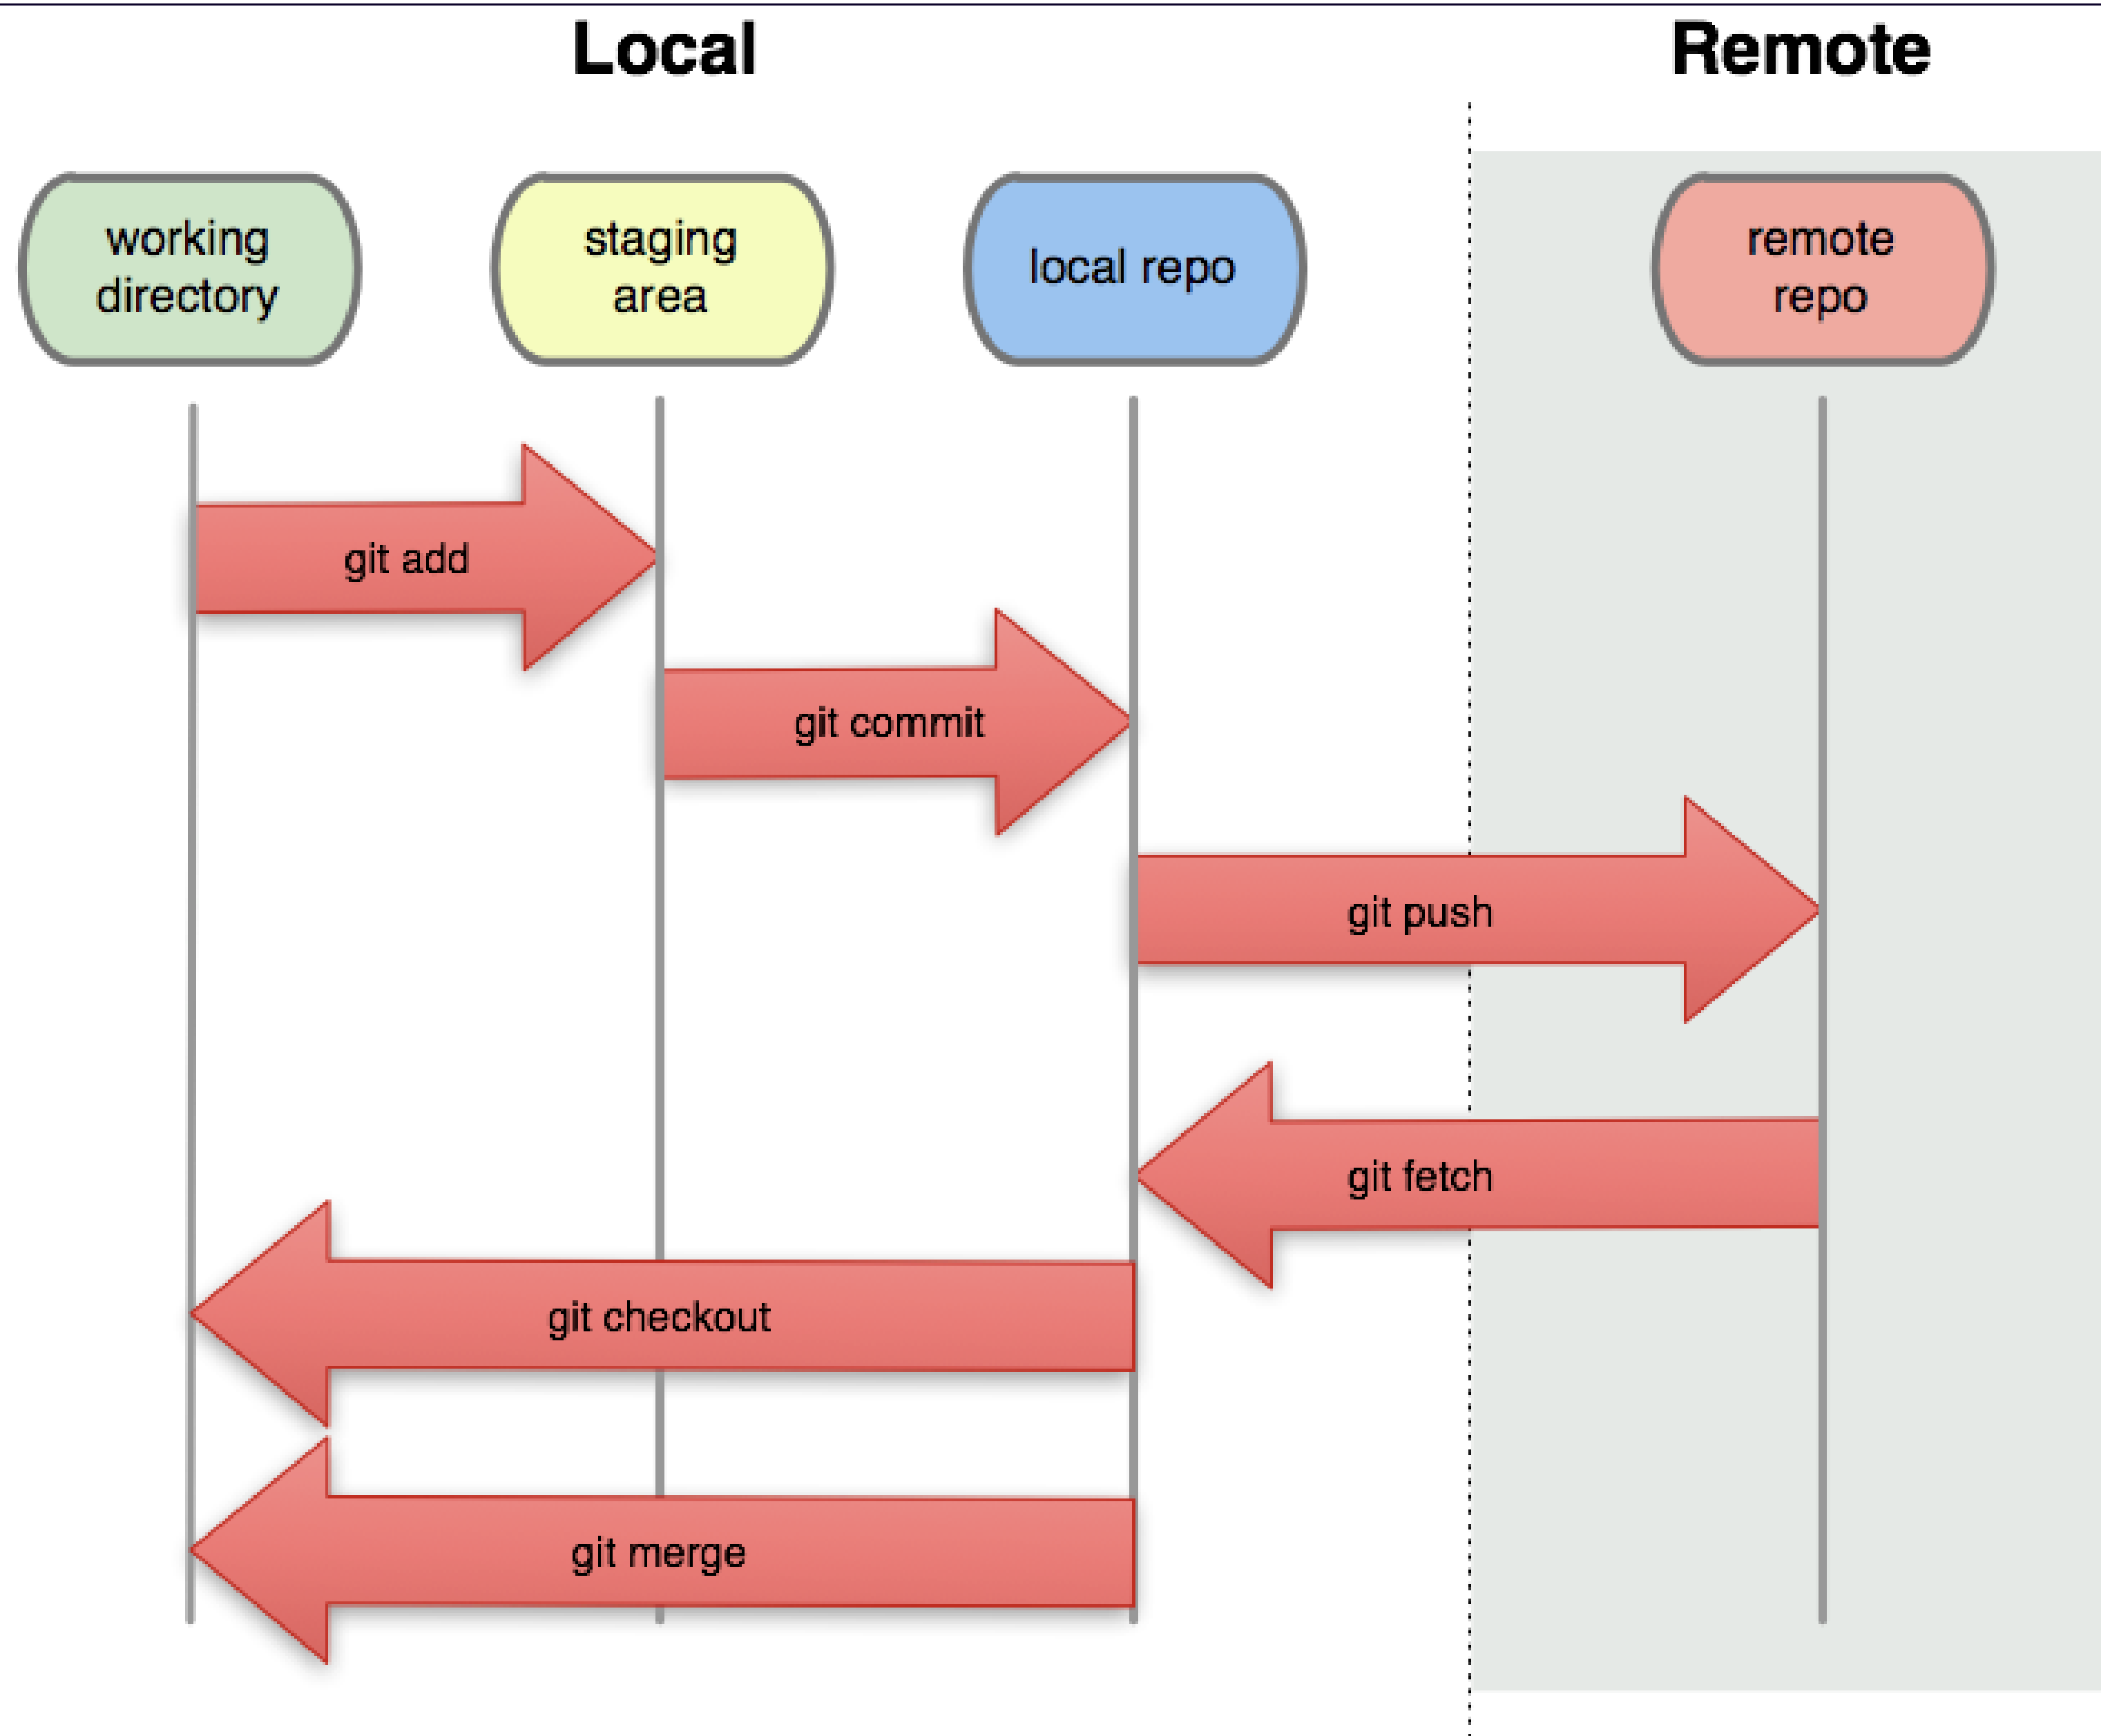 Local
Remote
working
directory
staging
area
local repo
remote
repo
git add
git commit
git push
git fetch
git checkout
git merge